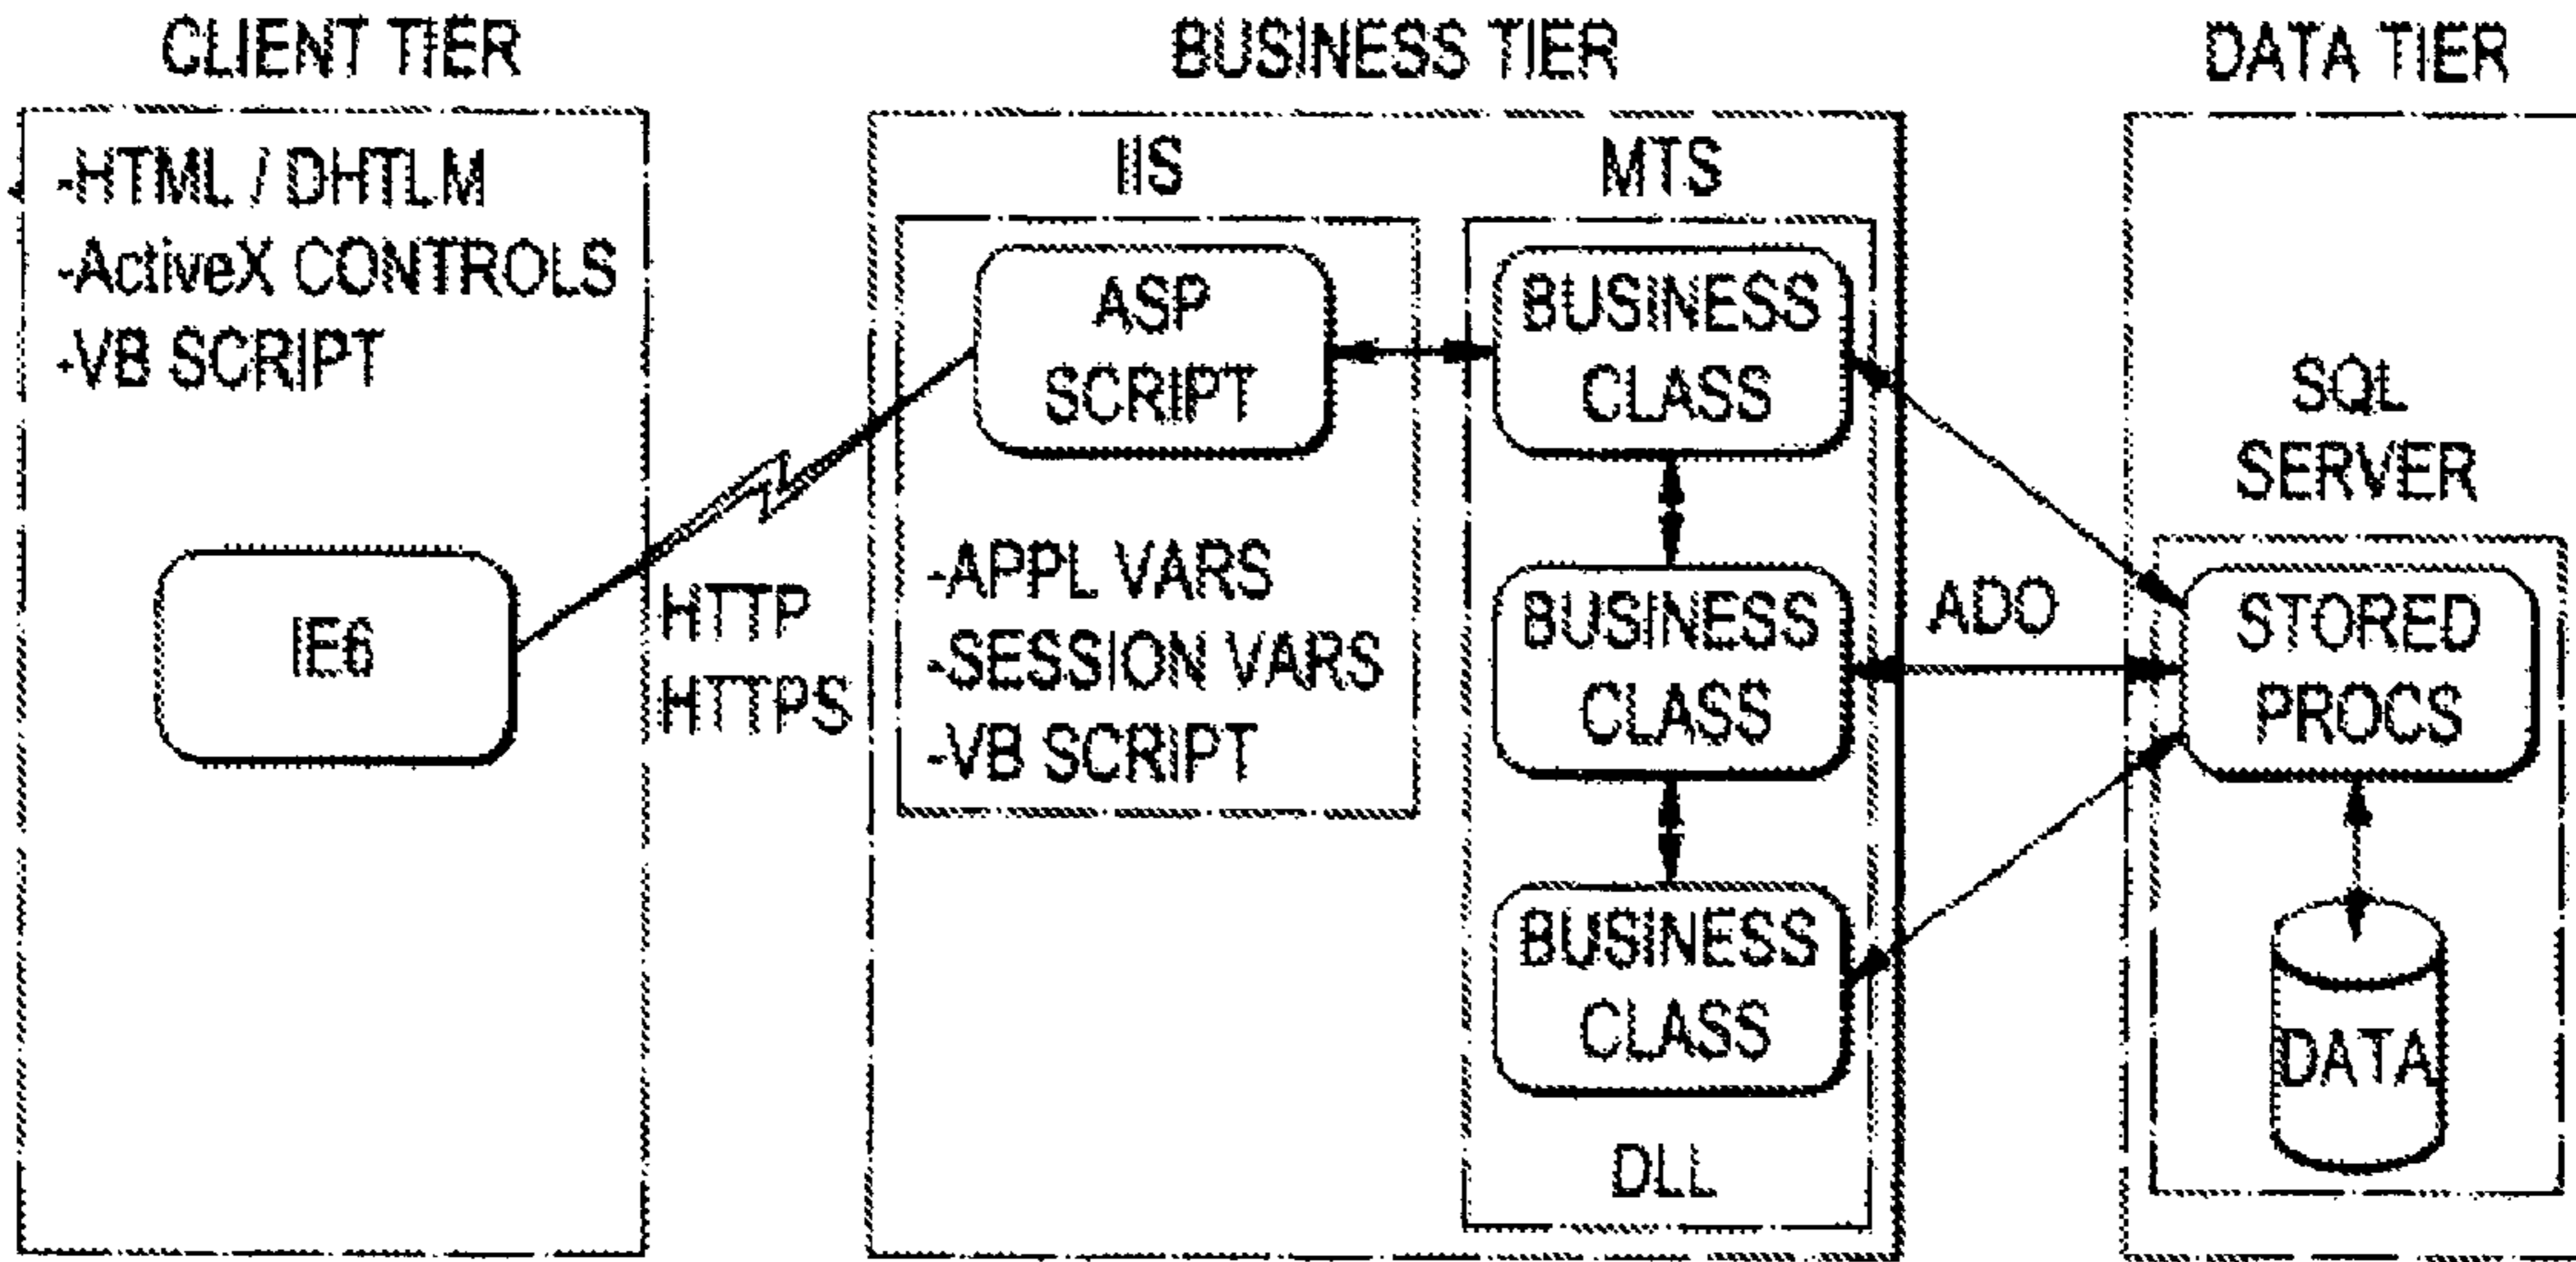 CLIENT TIER
-HTML / DHTLM
-ActiveX CONTROLS
-VB SCRIPT
IE6
HTTP
HTTPS
BUSINESS TIER
IIS
ASP
SCRIPT
-APPL VARS
-SESSION VARS
-VB SCRIPT
MTS
BUSINESS
CLASS
BUSINESS
CLASS
BUSINESS
CLASS
DLL
ADO
DATA TIER
SQL
SERVER
STORED
PROCS
DATA